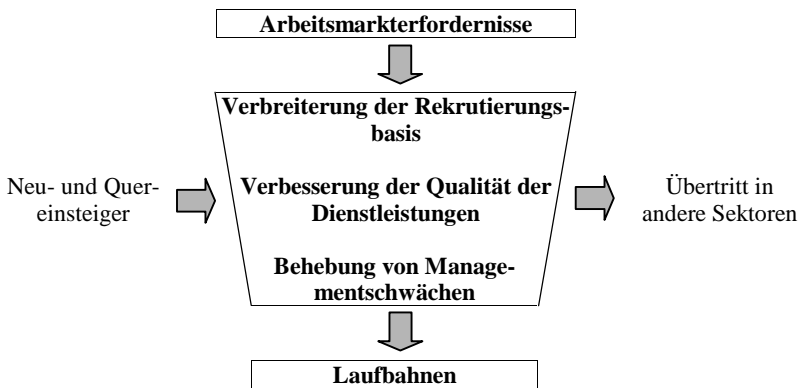 Arbeitsmarkterfordernisse
Verbreiterung der Rekrutierungs-
basis
Neu- und Quer-
einsteiger
Verbesserung der Qualität der
Dienstleistungen
Übertritt in
andere Sektoren
Behebung von Manage-
mentschwächen
Laufbahnen